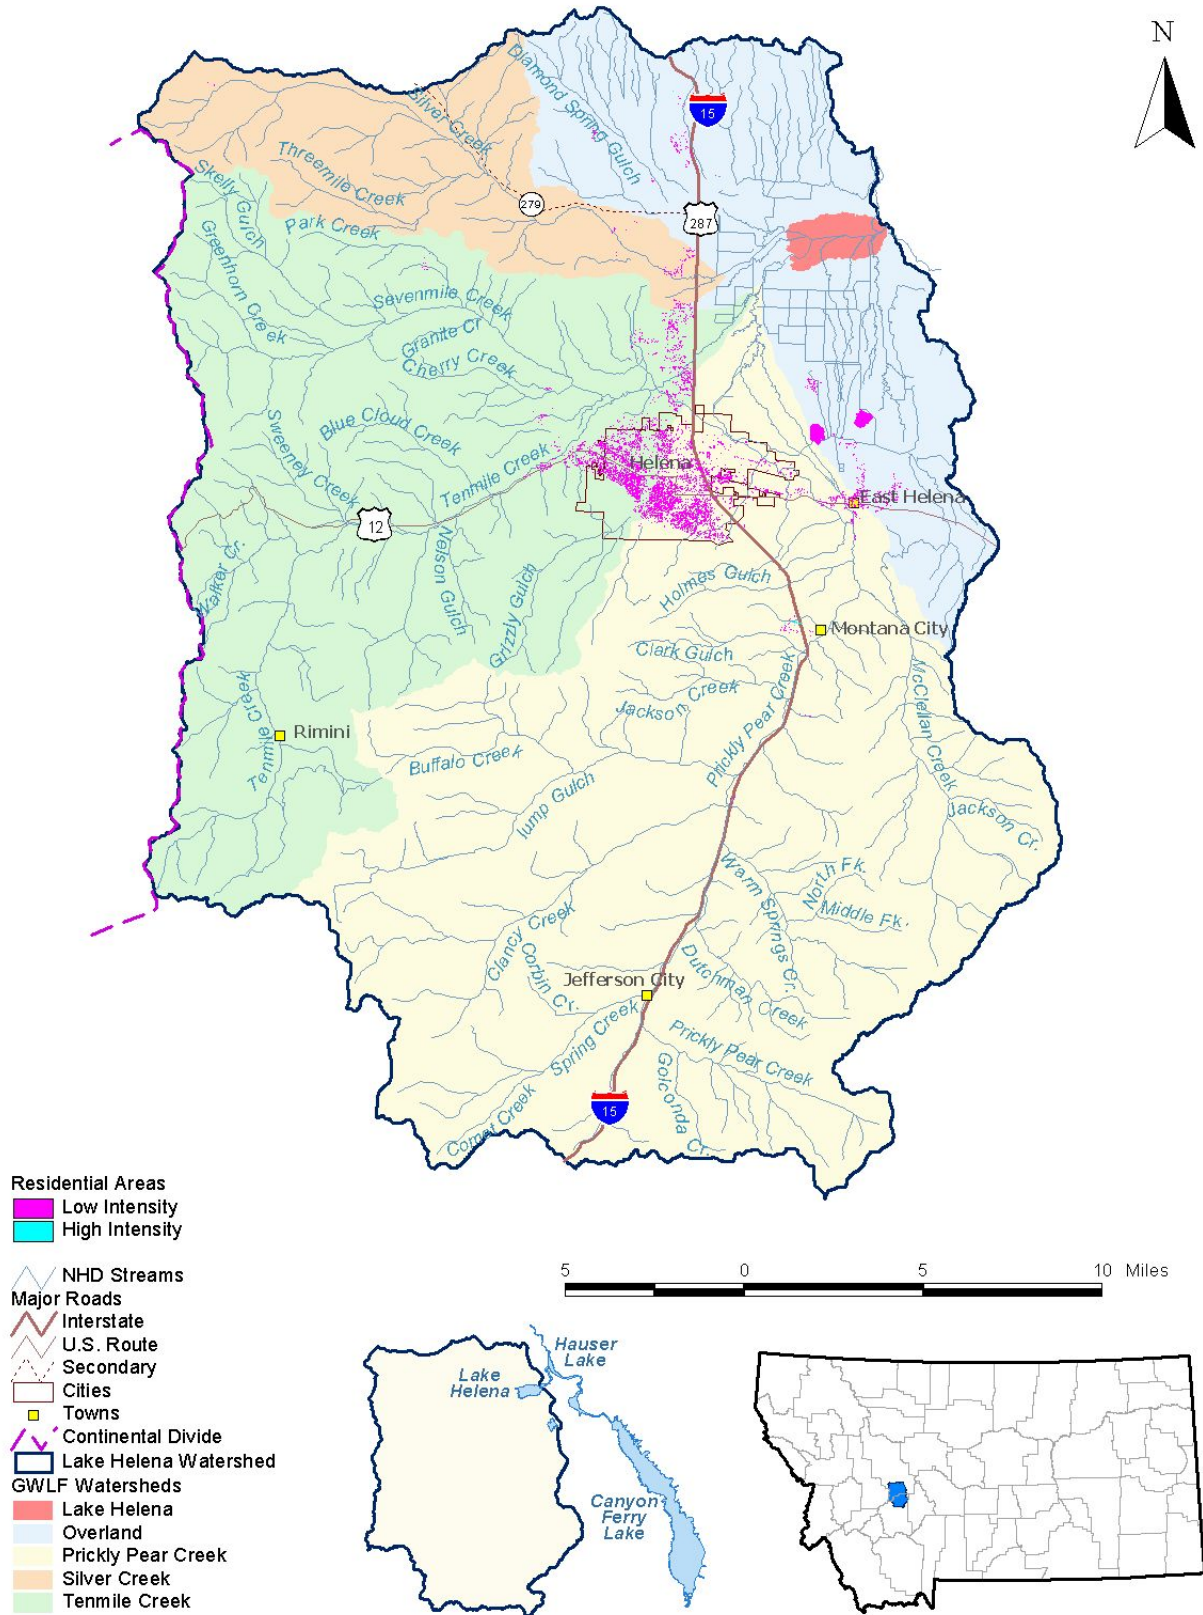 N
Diamond Spring Gulch
Silver Creek
15
Threemile Creek
Skelly Gulch
279
287
Park Creek
Greenhorn Creek
Sevenmile Creek
Granite Cr
Cherry Creek
Blue Cloud Creek
Sweeney Creek
Tenmile Creek
Helena
East Helena
12
Nelson Gulch
Walker Cr.
Grizzly Gulch
Holmes Gulch
Montana City
Clark Gulch
McClellan Creek
Jackson Creek
Prickly Pear Creek
Tenmile Creek
Rimini
Buffalo Creek
lump Gulch
Jackson Cr.
Warm Springs Cr.
North Fk.
Middle Fk.
Clancy Creek
Corbin Cr.
Jefferson City
Dutchman Creek
Spring Creek
Prickly Pear Creek
Golconda Cr.
Comet Creek
15
Residential Areas
Low Intensity
High Intensity
NHD Streams
Major Roads
Interstate
U.S. Route
Secondary
Cities
Towns
Continental Divide
Lake Helena Watershed
GWLF Watersheds
Lake Helena
Overland
Prickly Pear Creek
Silver Creek
Tenmile Creek
5 0 5 10 Miles
Hauser
Lake
Lake
Helena
Canyon
Ferry
Lake